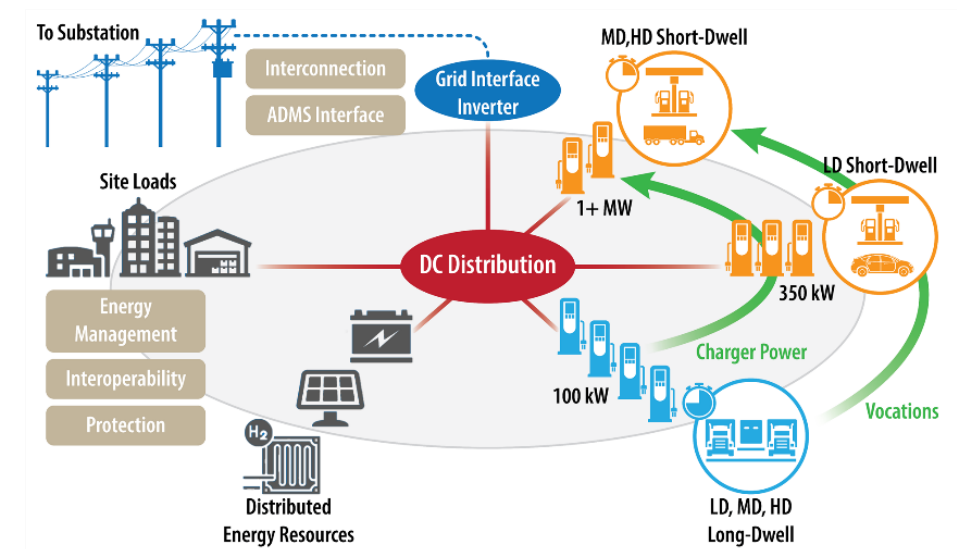 To Substation
Interconnection
ADMS Interface
Grid Interface
Inverter
MD,HD Short-Dwell
LD Short-Dwell
1+ MW
Site Loads
DC Distribution
350 kW
Energy
Management
Interoperability
Protection
Charger Power
100 kW
Vocations
H2
Distributed
Energy Resources
LD, MD, HD
Long-Dwell